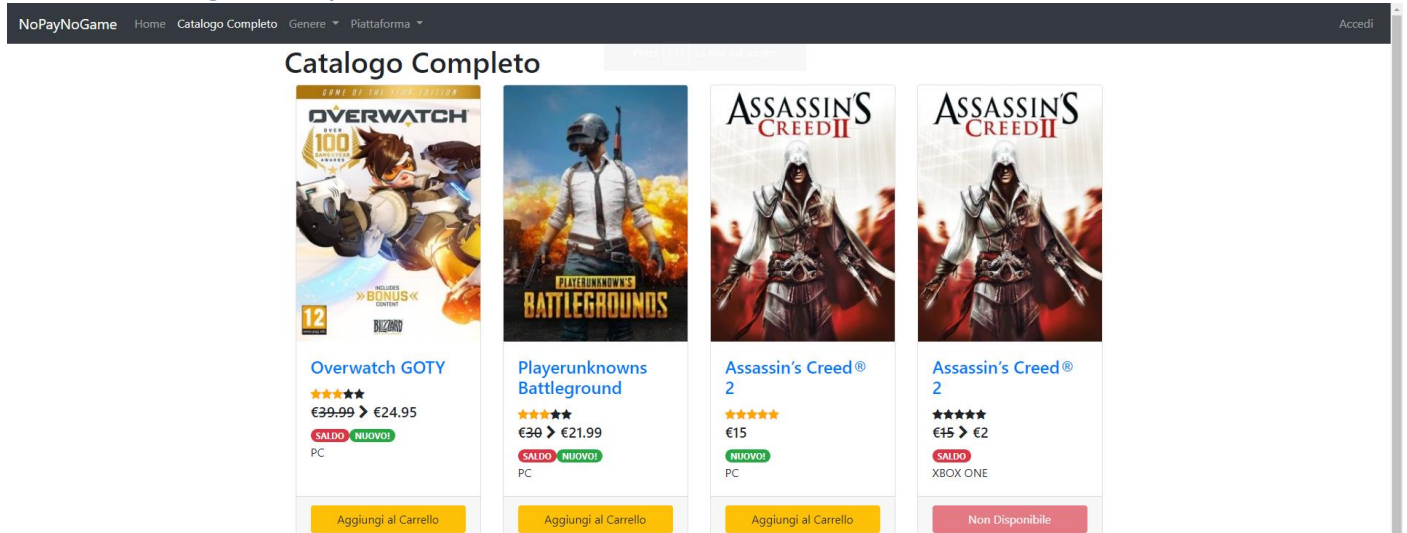 NoPayNoGame Home Catalogo Completo Genere Piattaforma Accedi
Catalogo Completo
GAME OF THE YEAR EDITION
OVERWATCH
OVER
100
GAME OF YEAR
AWARDS
INCLUDES
BONUS
CONTENT
12
BLIZZARD
PLAYERUNKNOWN'S
BATTLEGROUNDS
ASSASSIN'S
CREED II
ASSASSIN'S
CREED II
Overwatch GOTY
€39.99 €24.95
SALDO NUOVO!
PC
Aggiungi al Carrello
Playerunknowns
Battleground
€30 €21.99
SALDO NUOVO!
PC
Aggiungi al Carrello
Assassin's Creed®
2
€15
NUOVO!
PC
Aggiungi al Carrello
Assassin's Creed®
2
€15 €2
SALDO
XBOX ONE
Non Disponibile